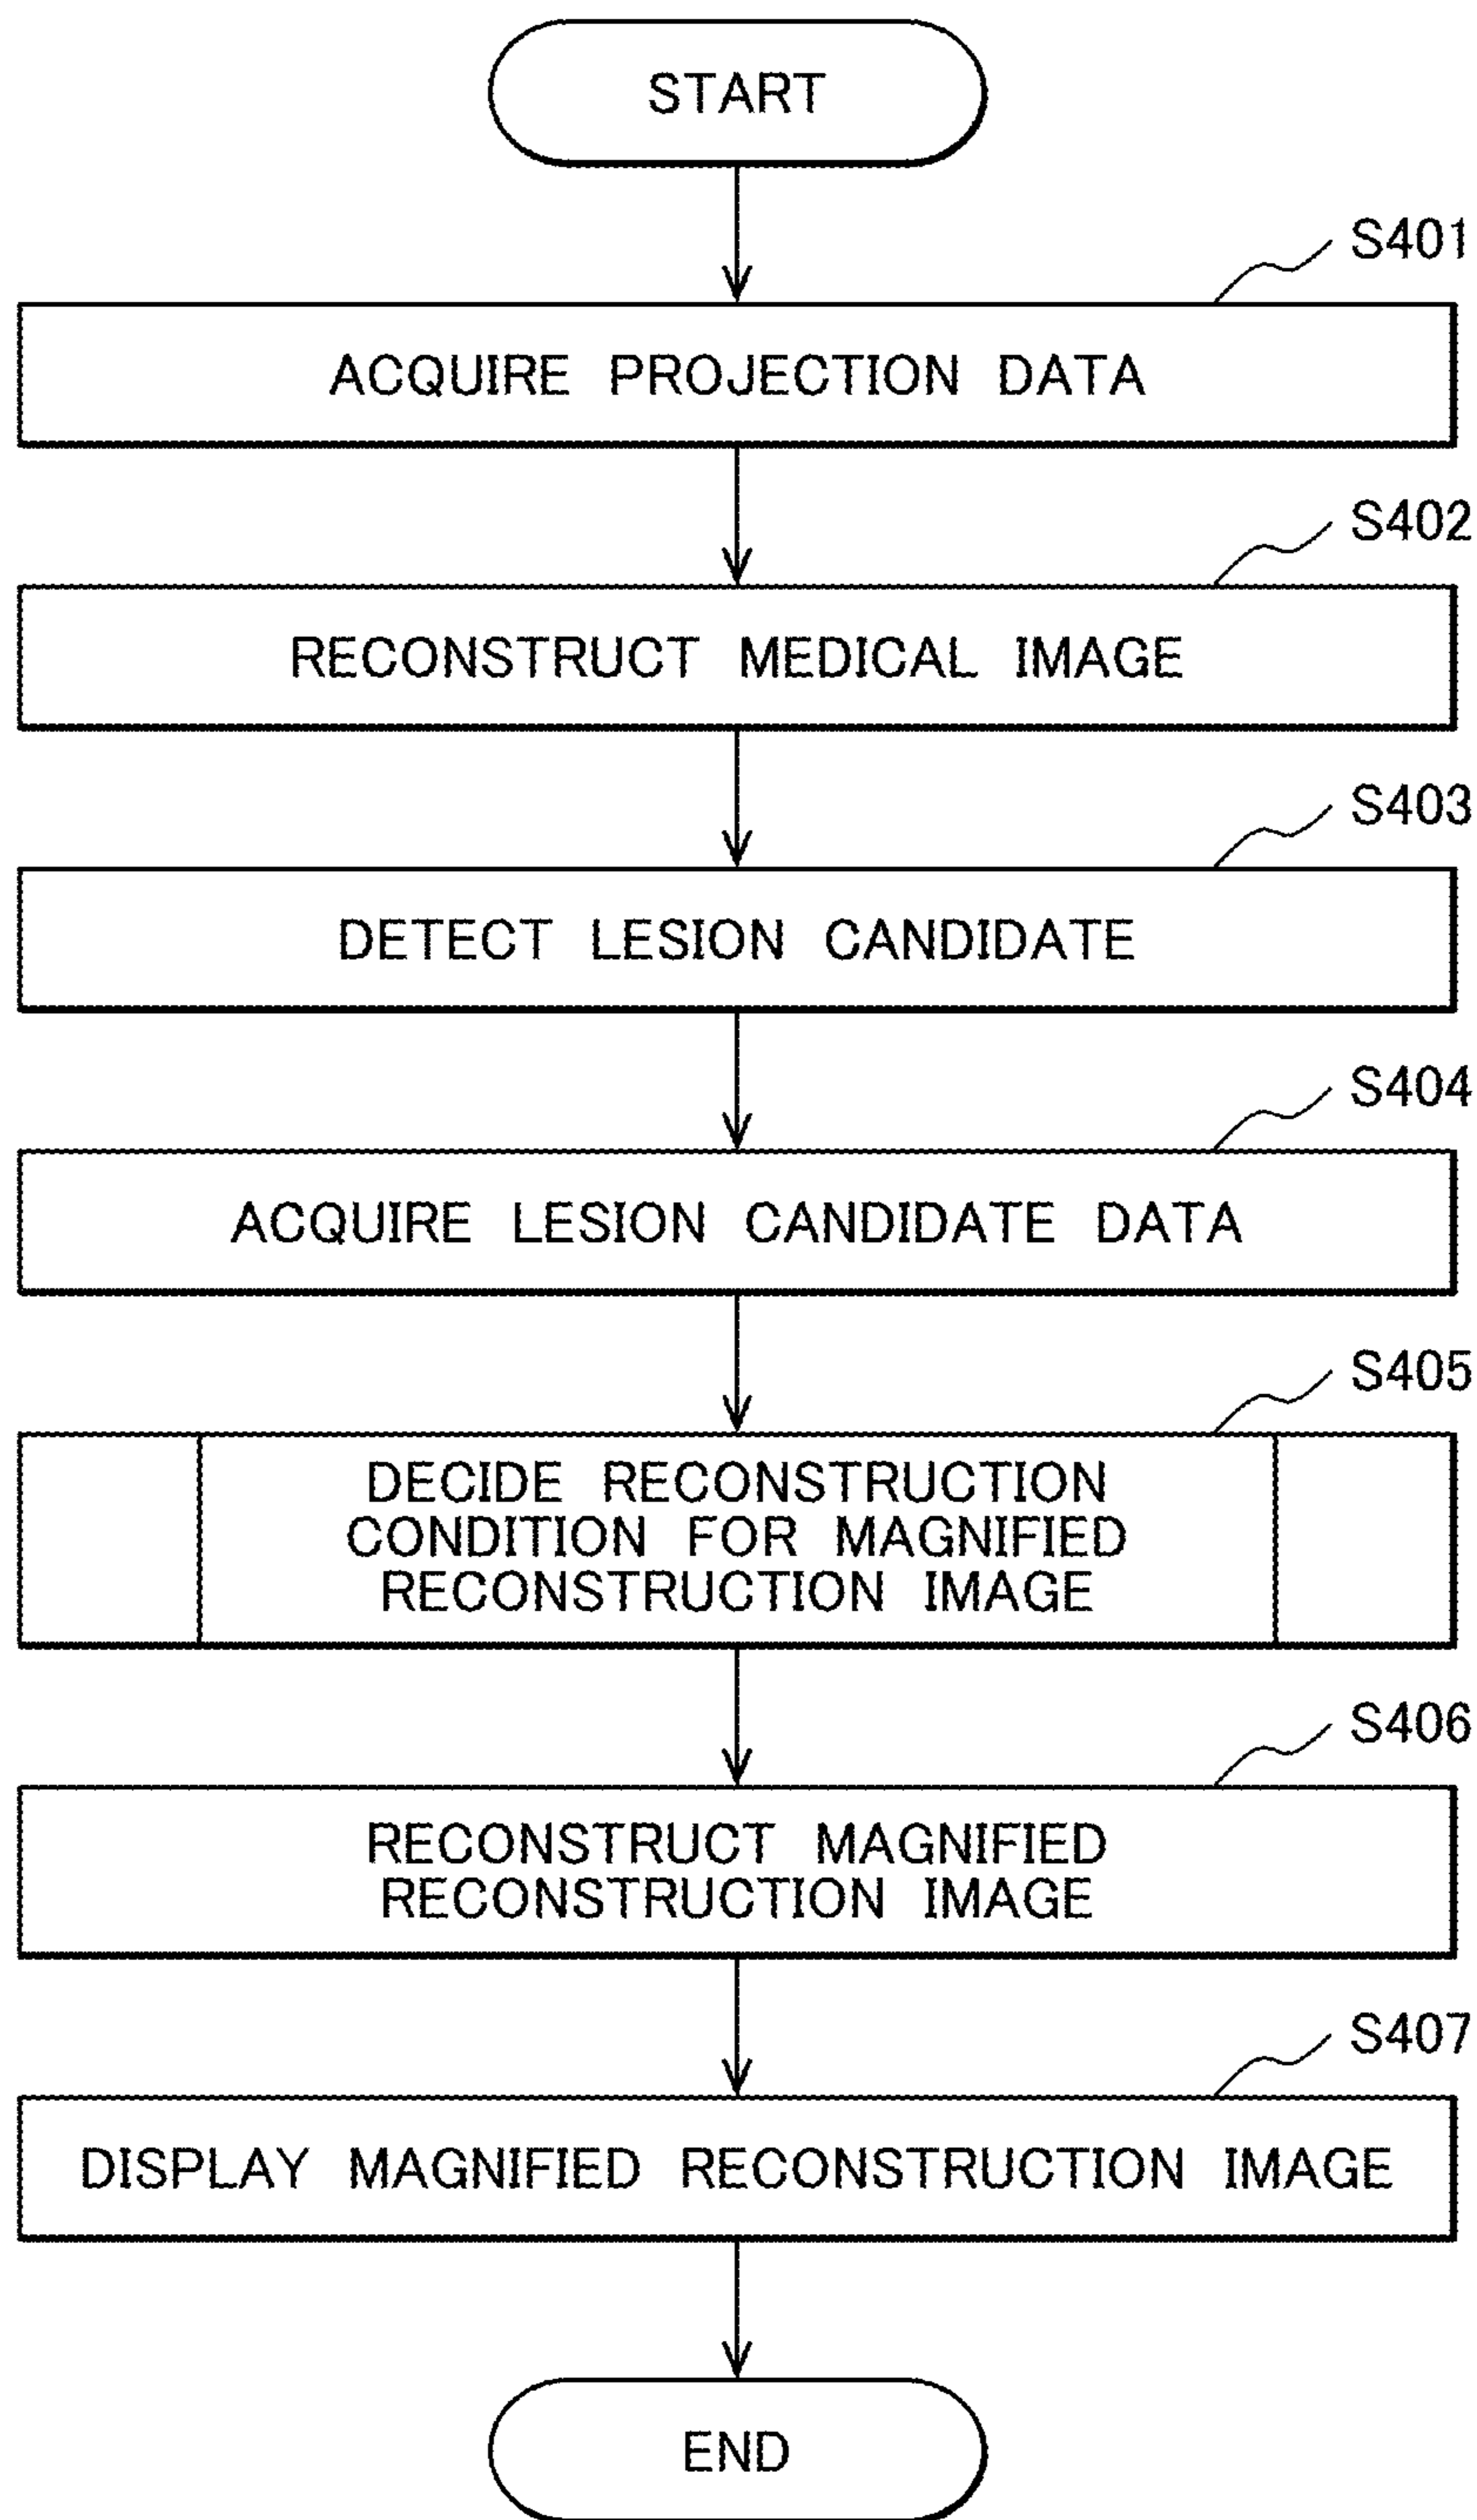 START
S401
ACQUIRE PROJECTION DATA
S402
RECONSTRUCT MEDICAL IMAGE
S403
DETECT LESION CANDIDATE
S404
ACQUIRE LESION CANDIDATE DATA
S405
DECIDE RECONSTRUCTION
CONDITION FOR MAGNIFIED
RECONSTRUCTION IMAGE
S406
RECONSTRUCT MAGNIFIED
RECONSTRUCTION IMAGE
S407
DISPLAY MAGNIFIED RECONSTRUCTION IMAGE
END